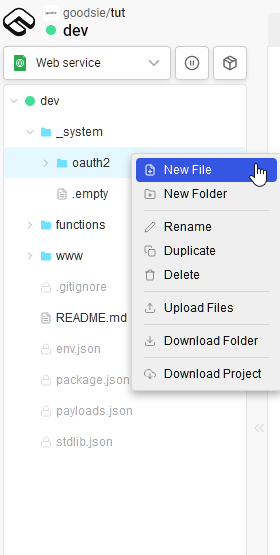 goodsie/tut
dev
Web service
dev
_system
oauth2
New File
.empty
New Folder
functions
Rename
www
Duplicate
.gitignore
Delete
README.md
Upload Files
env.json
Download Folder
package.json
Download Project
payloads.json
stdlib.json